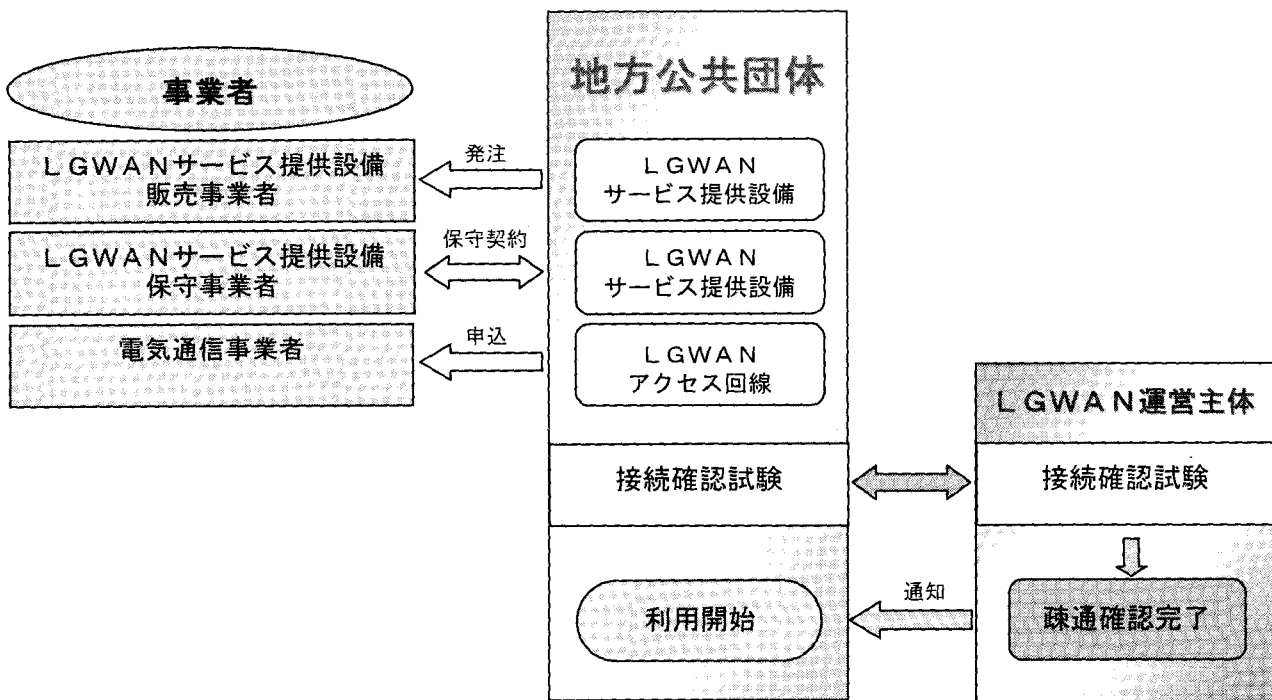 事業者
LGWANサービス提供設備
販売事業者
LGWANサービス提供設備
保守事業者
電気通信事業者
発注
保守契約
申込
地方公共団体
LGWAN
サービス提供設備
LGWAN
サービス提供設備
LGWAN
アクセス回線
接続確認試験
利用開始
通知
LGWAN運営主体
接続確認試験
疎通確認完了